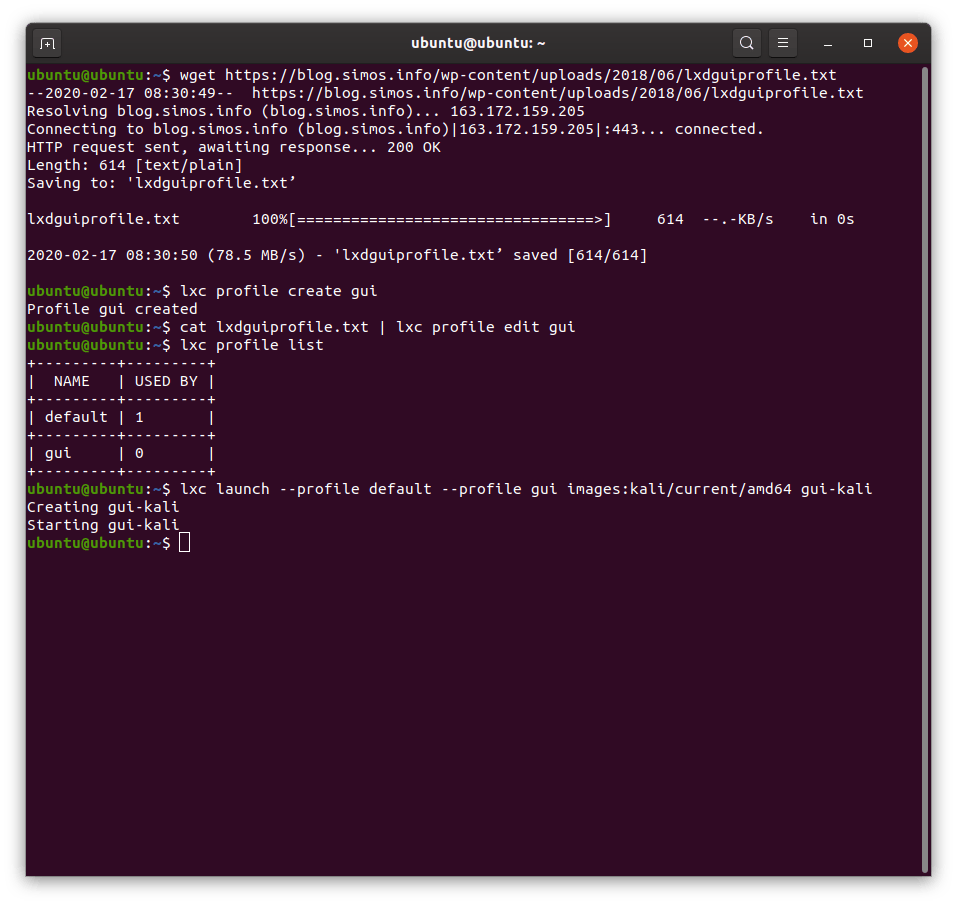 ubuntu@ubuntu: ~
ubuntu@ubuntu:~$ wget https://blog.simos.info/wp-content/uploads/2018/06/lxdguiprofile.txt
--2020-02-17 08:30:49--  https://blog.simos.info/wp-content/uploads/2018/06/lxdguiprofile.txt
Resolving blog.simos.info (blog.simos.info)... 163.172.159.205
Connecting to blog.simos.info (blog.simos.info)|163.172.159.205|:443... connected.
HTTP request sent, awaiting response... 200 OK
Length: 614 [text/plain]
Saving to: 'lxdguiprofile.txt’
lxdguiprofile.txt        100%[=================================>]     614  --.-KB/s    in 0s
2020-02-17 08:30:50 (78.5 MB/s) - 'lxdguiprofile.txt’ saved [614/614]
ubuntu@ubuntu:~$ lxc profile create gui
Profile gui created
ubuntu@ubuntu:~$ cat lxdguiprofile.txt | lxc profile edit gui
ubuntu@ubuntu:~$ lxc profile list
+---------+---------+
|  NAME   | USED BY |
+---------+---------+
| default | 1       |
+---------+---------+
| gui     | 0       |
+---------+---------+
ubuntu@ubuntu:~$ lxc launch --profile default --profile gui images:kali/current/amd64 gui-kali
Creating gui-kali
Starting gui-kali
ubuntu@ubuntu:~$